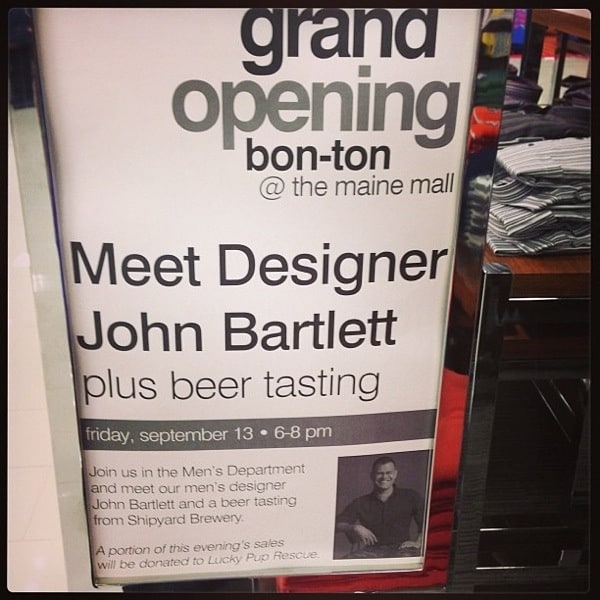 grand
opening
bon-ton
@ the maine mall
Meet Designer
John Bartlett
plus beer tasting
friday, september 13 • 6-8 pm
Join us in the Men's Department
and meet our men's designer
John Bartlett and a beer tasting
from Shipyard Brewery.
A portion of this evening's sales
will be donated to Lucky Pup Rescue.